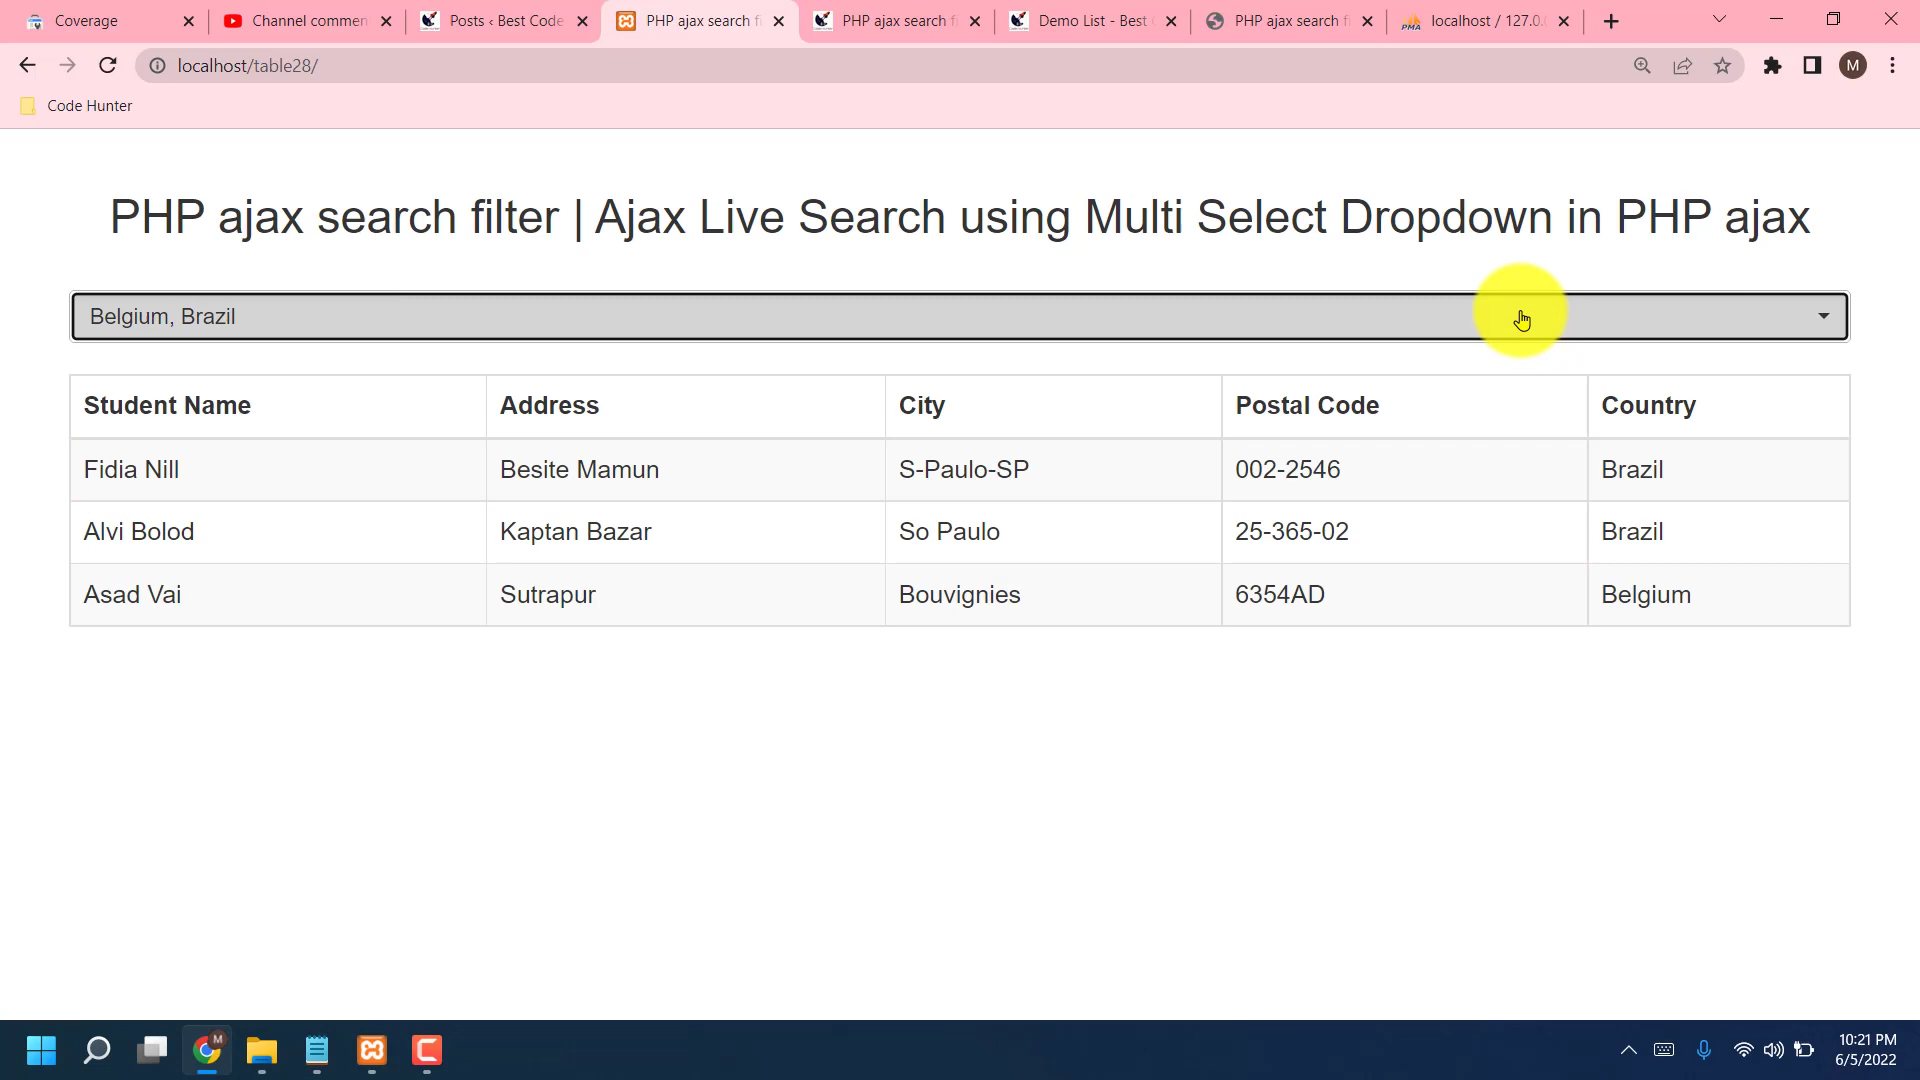 Coverage
Channel commen
Posts ‹ Best Code
PHP ajax search fi
PHP ajax search f
Demo List - Best
PHP ajax search f
PMA
localhost / 127.0.
localhost/table28/
M
Code Hunter
PHP ajax search filter | Ajax Live Search using Multi Select Dropdown in PHP ajax
Belgium, Brazil
Student Name Address City Postal Code Country
Fidia Nill Besite Mamun S-Paulo-SP 002-2546 Brazil
Alvi Bolod Kaptan Bazar So Paulo 25-365-02 Brazil
Asad Vai Sutrapur Bouvignies 6354AD Belgium
M
10:21 PM
6/5/2022